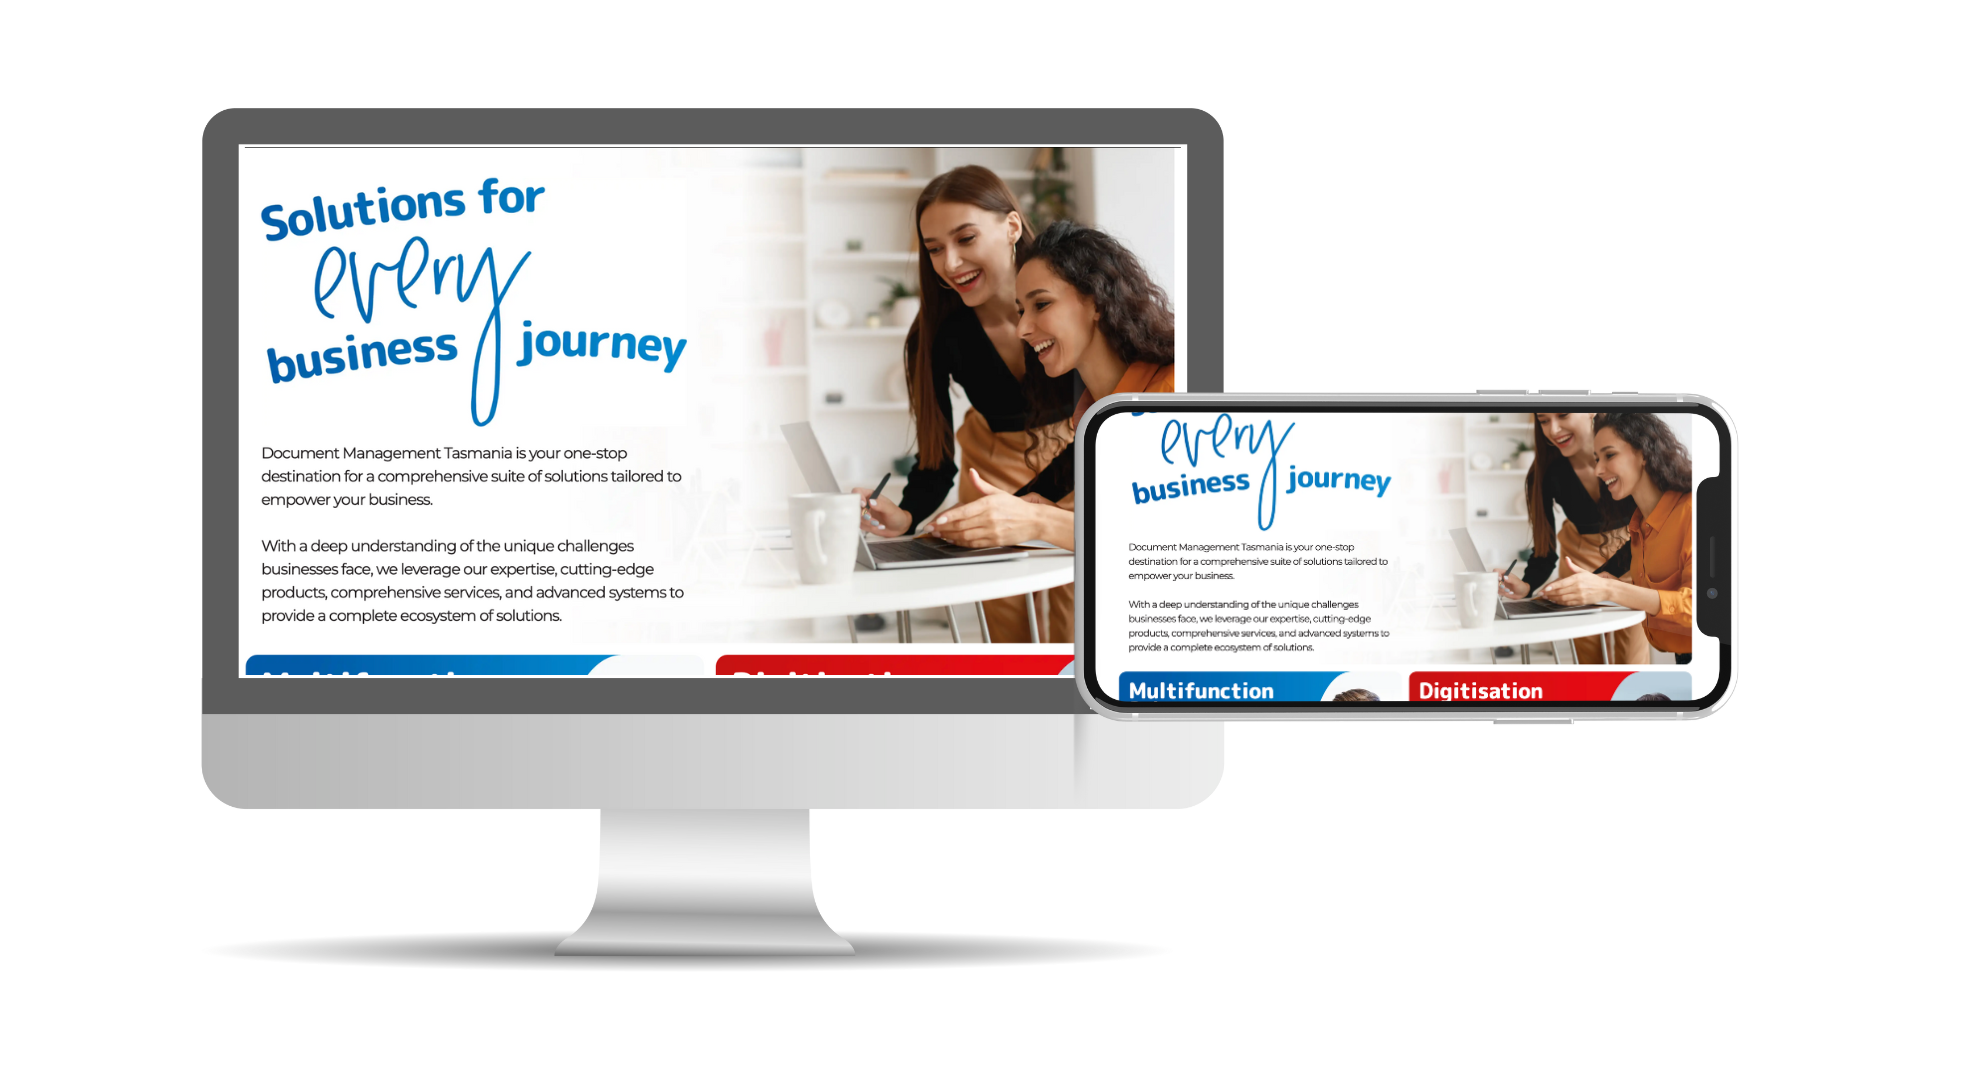 Solutions for
every
business journey
Document Management Tasmania is your one-stop
destination for a comprehensive suite of solutions tailored to
empower your business.
With a deep understanding of the unique challenges
businesses face, we leverage our expertise, cutting-edge
products, comprehensive services, and advanced systems to
provide a complete ecosystem of solutions.
Multifunction
Digitisation
every
business journey
Document Management Tasmania is your one-stop
destination for a comprehensive suite of solutions tailored to
empower your business.
With a deep understanding of the unique challenges
businesses face, we leverage our expertise, cutting-edge
products, comprehensive services, and advanced systems to
provide a complete ecosystem of solutions.
Multifunction
Digitisation